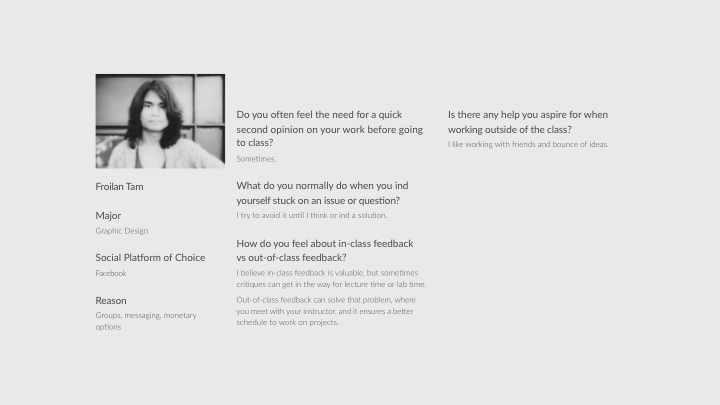 Froilan Tam
Major
Graphic Design
Social Platform of Choice
Facebook
Reason
Groups, messaging, monetary
options
Do you often feel the need for a quick
second opinion on your work before going
to class?
Sometimes.
What do you normally do when you ind
yourself stuck on an issue or question?
I try to avoid it until I think or ind a solution.
How do you feel about in-class feedback
vs out-of-class feedback?
I believe in-class feedback is valuable, but sometimes
critiques can get in the way for lecture time or lab time.
Out-of-class feedback can solve that problem, where
you meet with your instructor, and it ensures a better
schedule to work on projects.
Is there any help you aspire for when
working outside of the class?
I like working with friends and bounce of ideas.